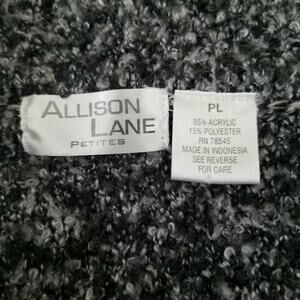 ALLISON
LANE
PETITES
PL
85% ACRYLIC
15% POLYESTER
RN 78545
MADE IN INDONESIA
SEE REVERSE
FOR CARE